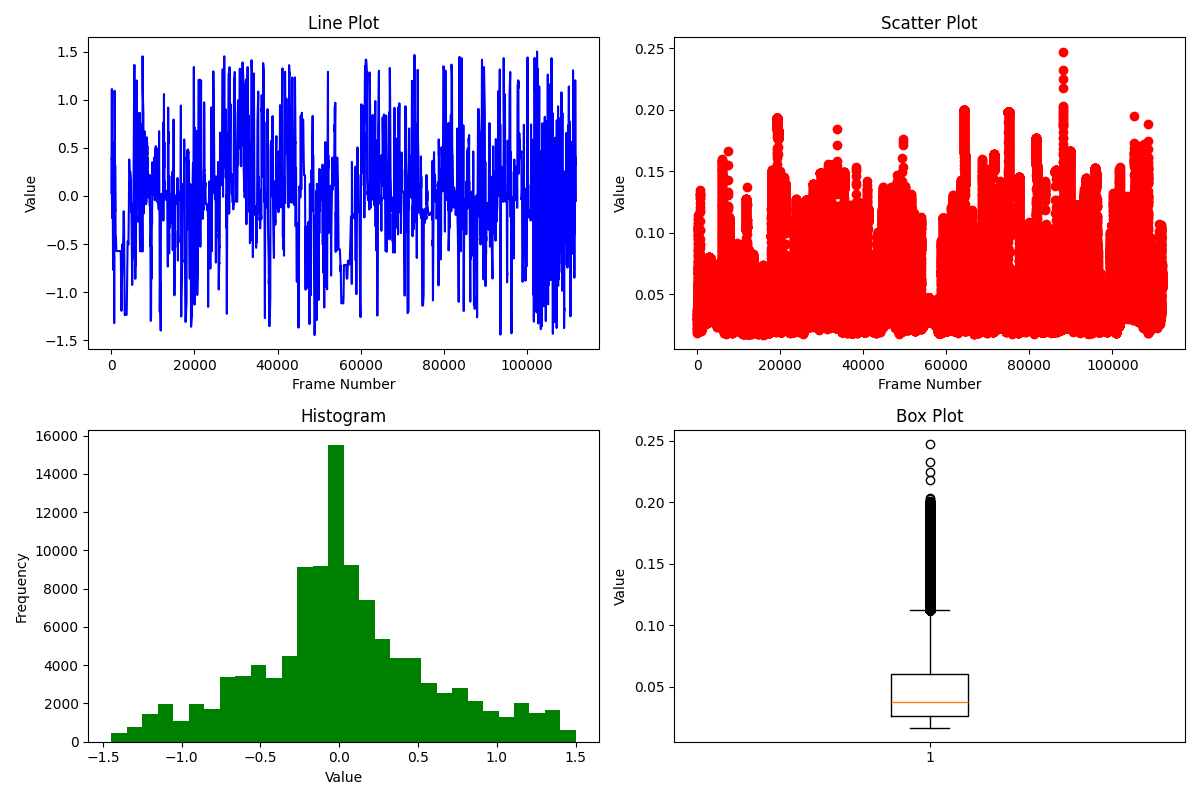 Line Plot
Value
1.5
1.0
0.5
0.0
−0.5
−1.0
−1.5
0 20000 40000 60000 80000 100000
Frame Number
Scatter Plot
Value
0.25
0.20
0.15
0.10
0.05
0 20000 40000 60000 80000 100000
Frame Number
Histogram
Frequency
16000
14000
12000
10000
8000
6000
4000
2000
0
−1.5 −1.0 −0.5 0.0 0.5 1.0 1.5
Value
Box Plot
Value
0.25
0.20
0.15
0.10
0.05
1